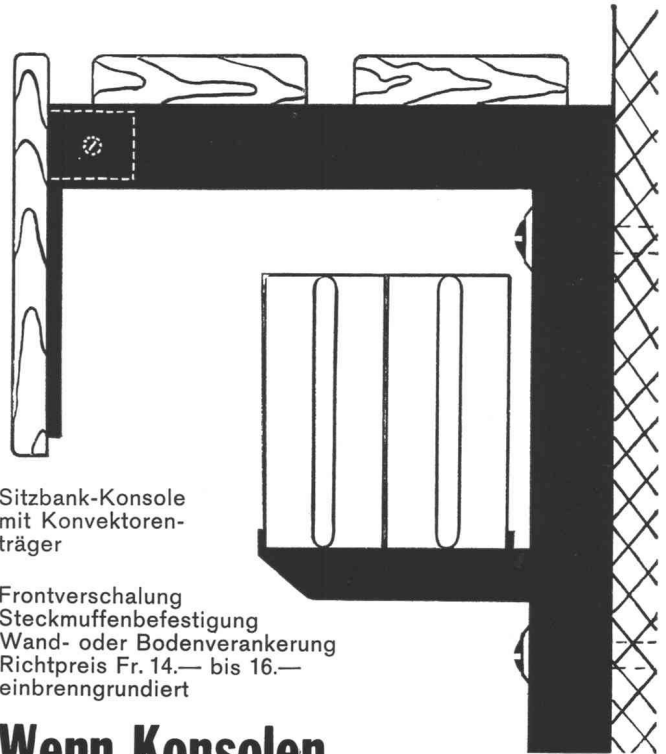 Sitzbank-Konsole
mit Konvektoren-
träger
Frontverschalung
Steckmuffenbefestigung
Wand- oder Bodenverankerung
Richtpreis Fr. 14.— bis 16.—
einbrenngrundiert
Wenn Konsolen